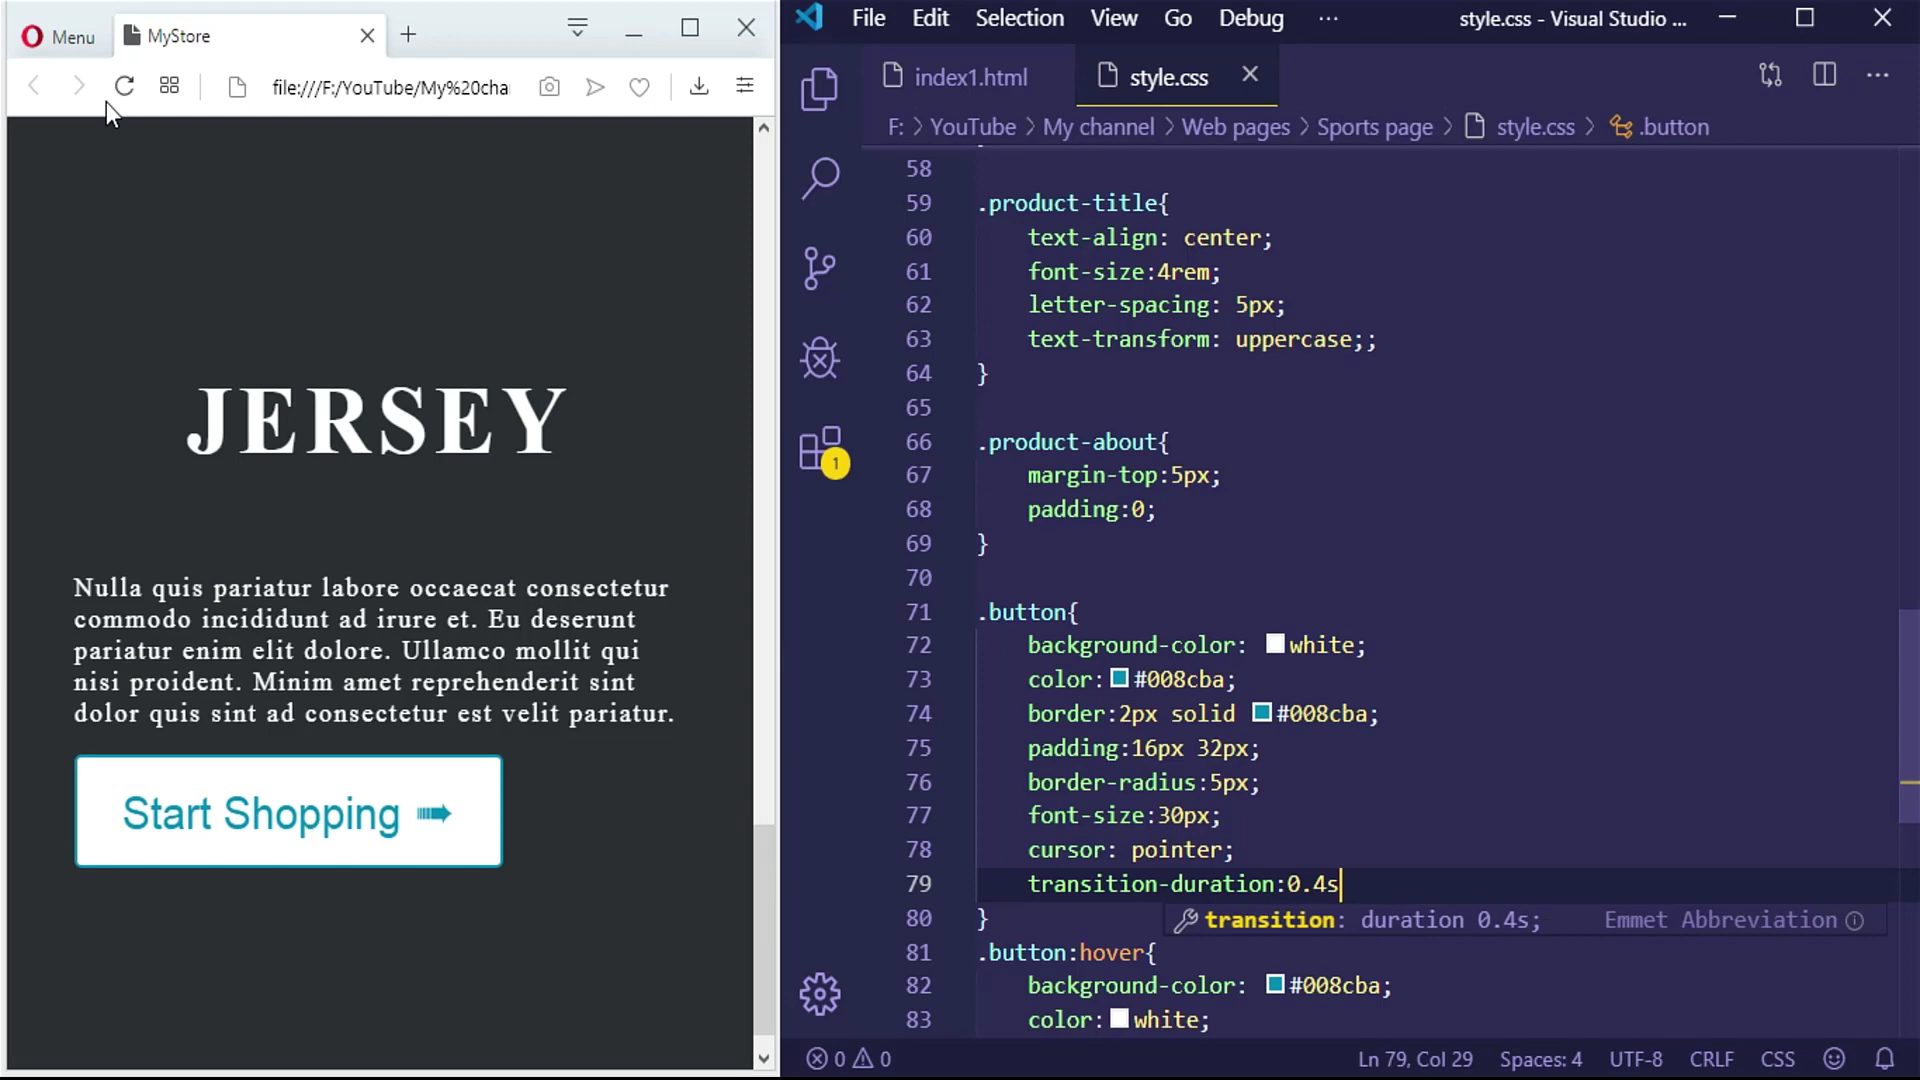 Menu
MyStore
file:///F:/YouTube/My%20cha
JERSEY
Nulla quis pariatur labore occaecat consectetur
commodo incididunt ad irure et. Eu deserunt
pariatur enim elit dolore. Ullamco mollit qui
nisi proident. Minim amet reprehenderit sint
dolor quis sint ad consectetur est velit pariatur.
Start Shopping ➠
File Edit Selection View Go Debug ··· style.css - Visual Studio ...
index1.html style.css
F: > YouTube > My channel > Web pages > Sports page > style.css > .button
1
58
59 .product-title{
60 text-align: center;
61 font-size:4rem;
62 letter-spacing: 5px;
63 text-transform: uppercase;;
64 }
65
66 .product-about{
67 margin-top:5px;
68 padding:0;
69 }
70
71 .button{
72 background-color: white;
73 color:#008cba;
74 border:2px solid #008cba;
75 padding:16px 32px;
76 border-radius:5px;
77 font-size:30px;
78 cursor: pointer;
79 transition-duration:0.4s
80 }
transition: duration 0.4s; Emmet Abbreviation
81 .button:hover{
82 background-color: #008cba;
83 color:white;
0 0 Ln 79, Col 29 Spaces: 4 UTF-8 CRLF CSS